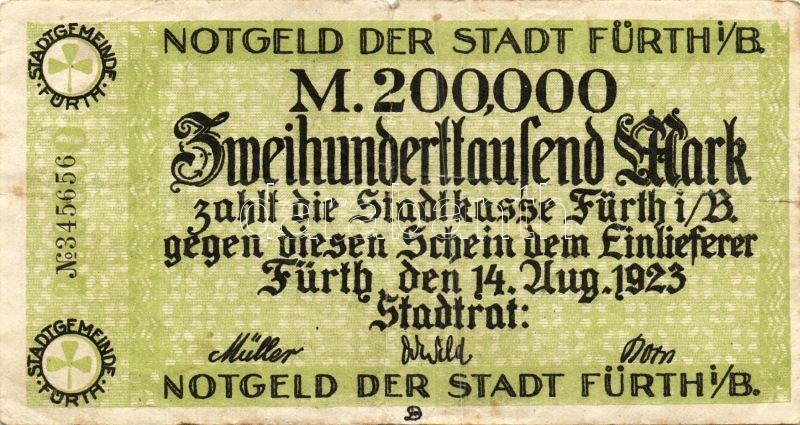 NOTGELD DER STADT FÜRTH i/B.
STADTGEMEINDE FÜRTH
M. 200,000
Zweihunderttausend Mark
zahlt die Stadtkasse Fürth i/B.
gegen diesen Schein dem Einlieferer
Fürth, den 14. Aug. 1923
Stadtrat:
№345656
Müller
Born
STADTGEMEINDE FÜRTH
NOTGELD DER STADT FÜRTH i/B.